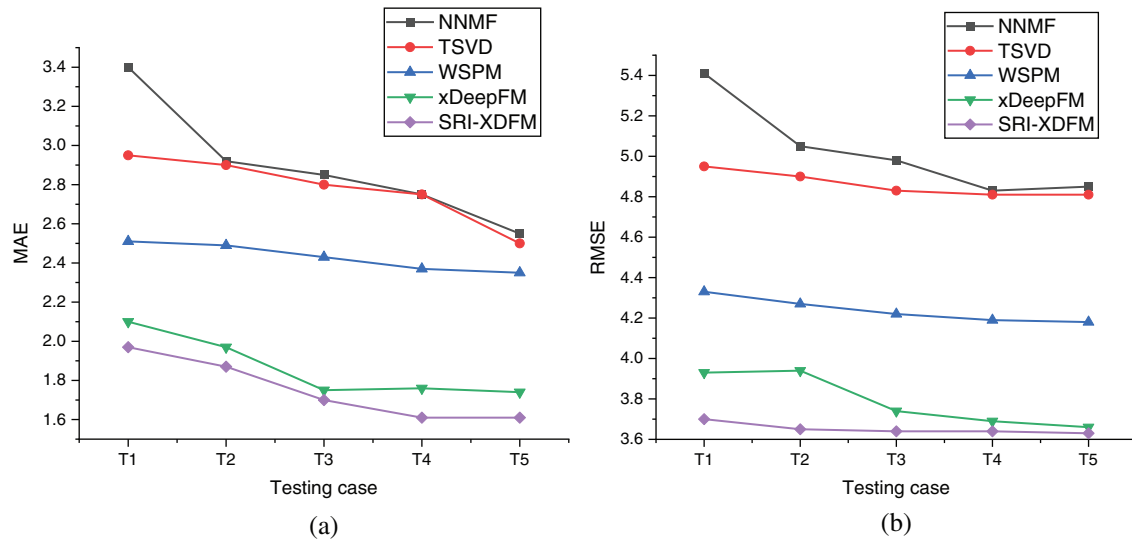 NNMF
TSVD
WSPM
xDeepFM
SRI-XDFM
3.4
3.2
3.0
2.8
2.6
2.4
2.2
2.0
1.8
1.6
MAE
T1 T2 T3 T4 T5
Testing case
(a)
NNMF
TSVD
WSPM
xDeepFM
SRI-XDFM
5.4
5.2
5.0
4.8
4.6
4.4
4.2
4.0
3.8
3.6
RMSE
T1 T2 T3 T4 T5
Testing case
(b)